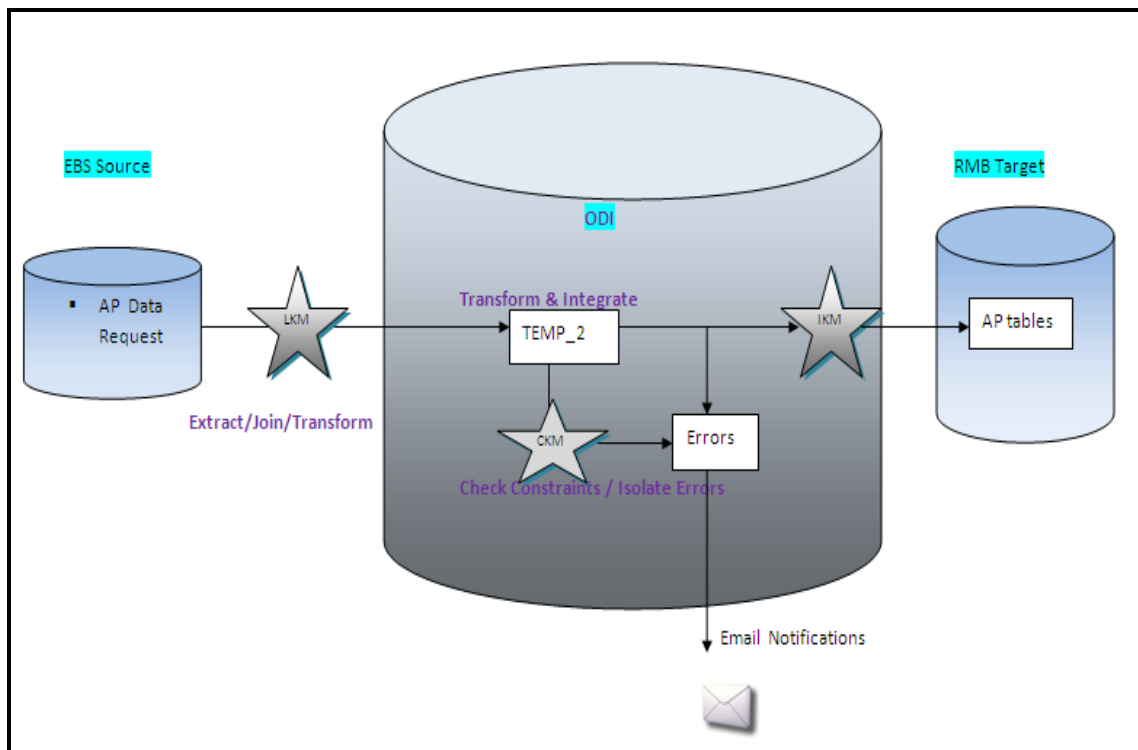 EBS Source
RMB Target
ODI
▪ AP Data
Request
LKM
Transform & Integrate
TEMP_2
IKM
AP tables
Extract/Join/Transform
CKM
Errors
Check Constraints / Isolate Errors
Email Notifications